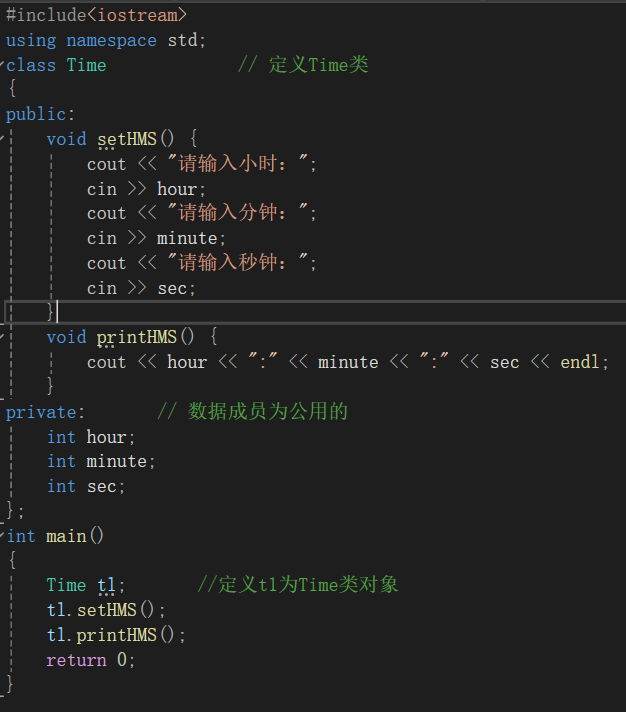 #include<iostream>
using namespace std;
class Time // 定义Time类
{
public:
    void setHMS() {
        cout << "请输入小时：";
        cin >> hour;
        cout << "请输入分钟：";
        cin >> minute;
        cout << "请输入秒钟：";
        cin >> sec;
    }
    void printHMS() {
        cout << hour << ":" << minute << ":" << sec << endl;
    }
private: // 数据成员为公用的
    int hour;
    int minute;
    int sec;
};
int main()
{
    Time t1; //定义t1为Time类对象
    t1.setHMS();
    t1.printHMS();
    return 0;
}